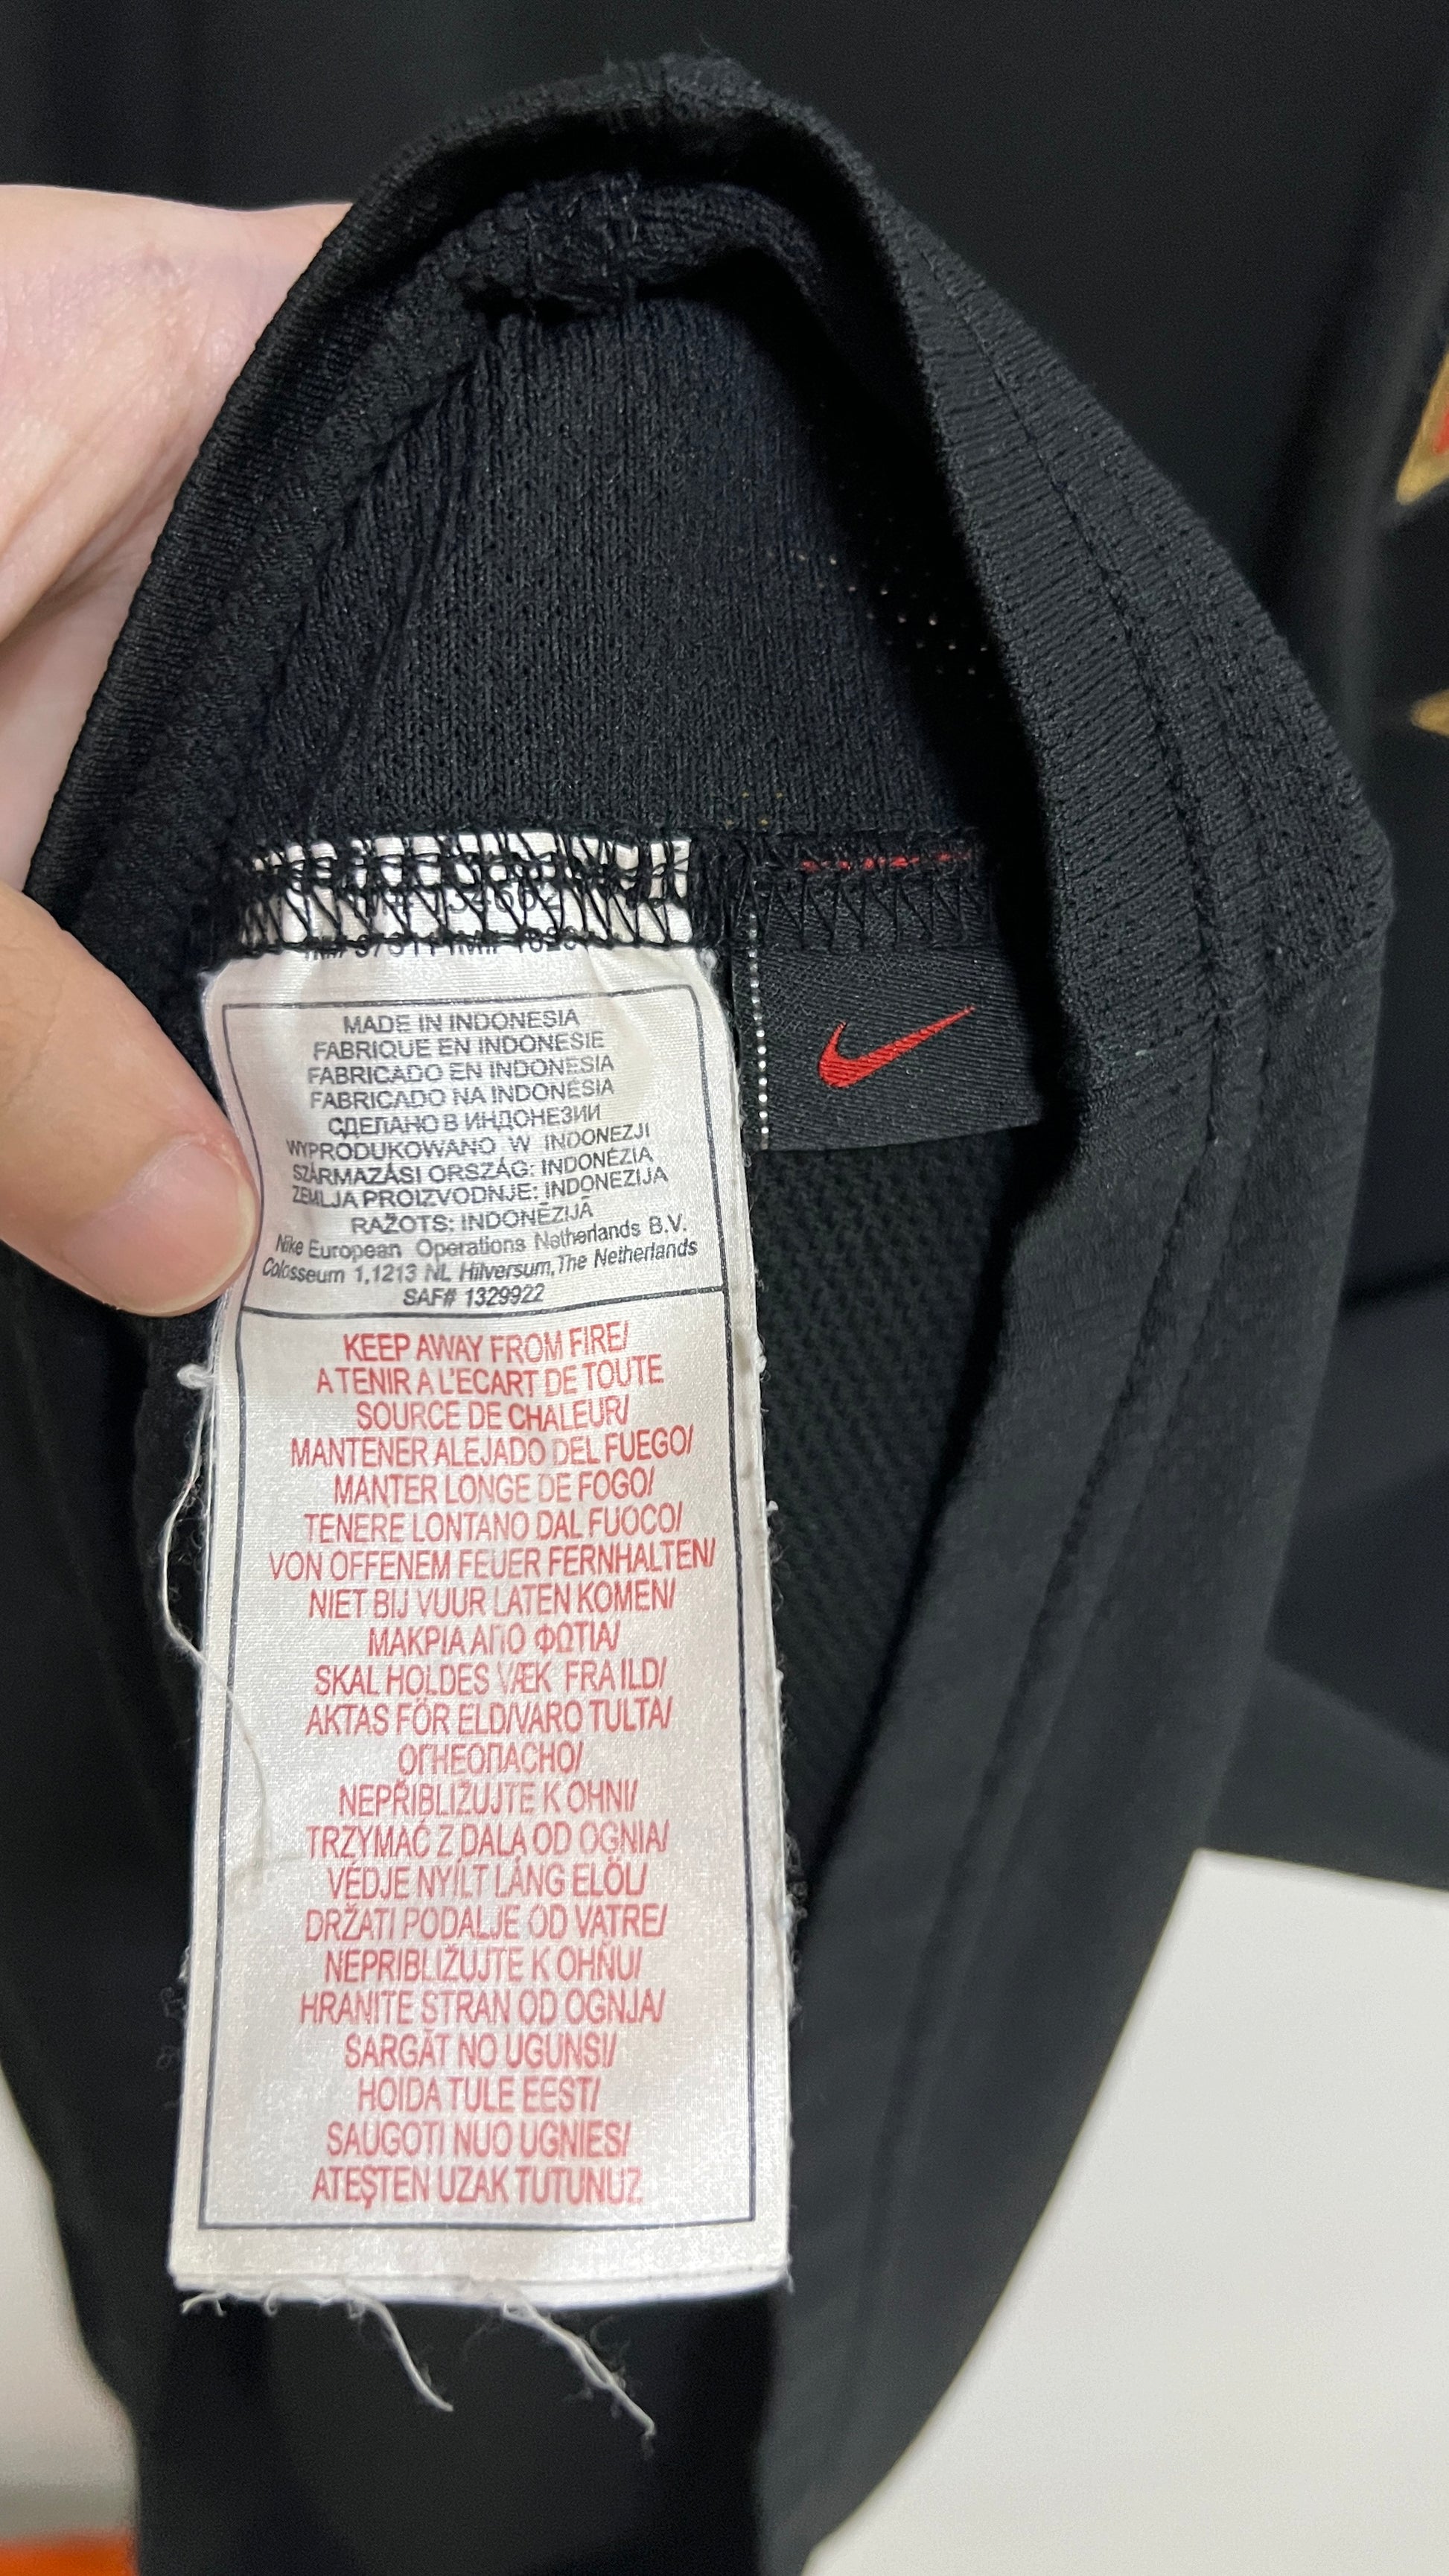 MADE IN INDONESIA
FABRIQUE EN INDONESIE
FABRICADO EN INDONESIA
FABRICADO NA INDONÉSIA
СДЕЛАНО В ИНДОНЕЗИИ
WYPRODUKOWANO W INDONEZJI
SZÁRMAZÁSI ORSZÁG: INDONÉZIA
ZEMLJA PROIZVODNJE: INDONEZIJA
RAŽOTS: INDONĒZIJĀ
Nike European Operations Netherlands B.V.
Colosseum 1,1213 NL Hilversum,The Netherlands
SAF# 1329922
KEEP AWAY FROM FIRE/
A TENIR A L'ECART DE TOUTE
SOURCE DE CHALEUR/
MANTENER ALEJADO DEL FUEGO/
MANTER LONGE DE FOGO/
TENERE LONTANO DAL FUOCO/
VON OFFENEM FEUER FERNHALTEN/
NIET BIJ VUUR LATEN KOMEN/
ΜΑΚΡΙΑ ΑΠΟ ΦΩΤΙΑ/
SKAL HOLDES VÆK FRA ILD/
AKTAS FÖR ELD/VARO TULTA/
ОГНЕОПАСНО/
NEPŘIBLIŽUJTE K OHNI/
TRZYMAĆ Z DALA OD OGNIA/
VÉDJE NYÍLT LÁNG ELŐL/
DRŽATI PODALJE OD VATRE/
NEPRIBLIŽUJTE K OHŇU/
HRANITE STRAN OD OGNJA/
SARGĀT NO UGUNS!/
HOIDA TULE EEST/
SAUGOTI NUO UGNIES/
ATEŞTEN UZAK TUTUNUZ